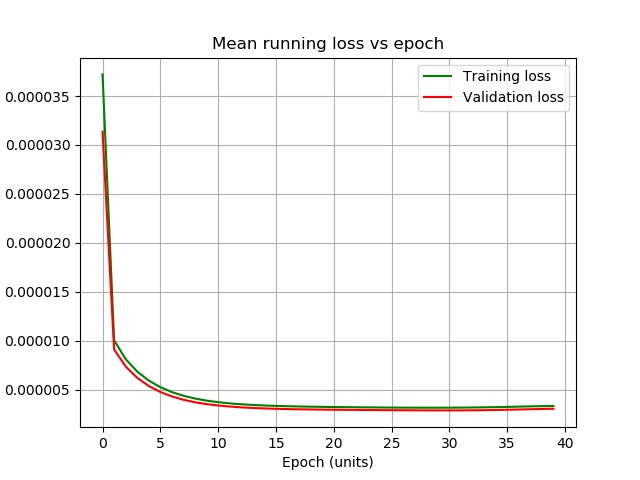 Mean running loss vs epoch
Training loss
Validation loss
0.000035
0.000030
0.000025
0.000020
0.000015
0.000010
0.000005
0 5 10 15 20 25 30 35 40
Epoch (units)